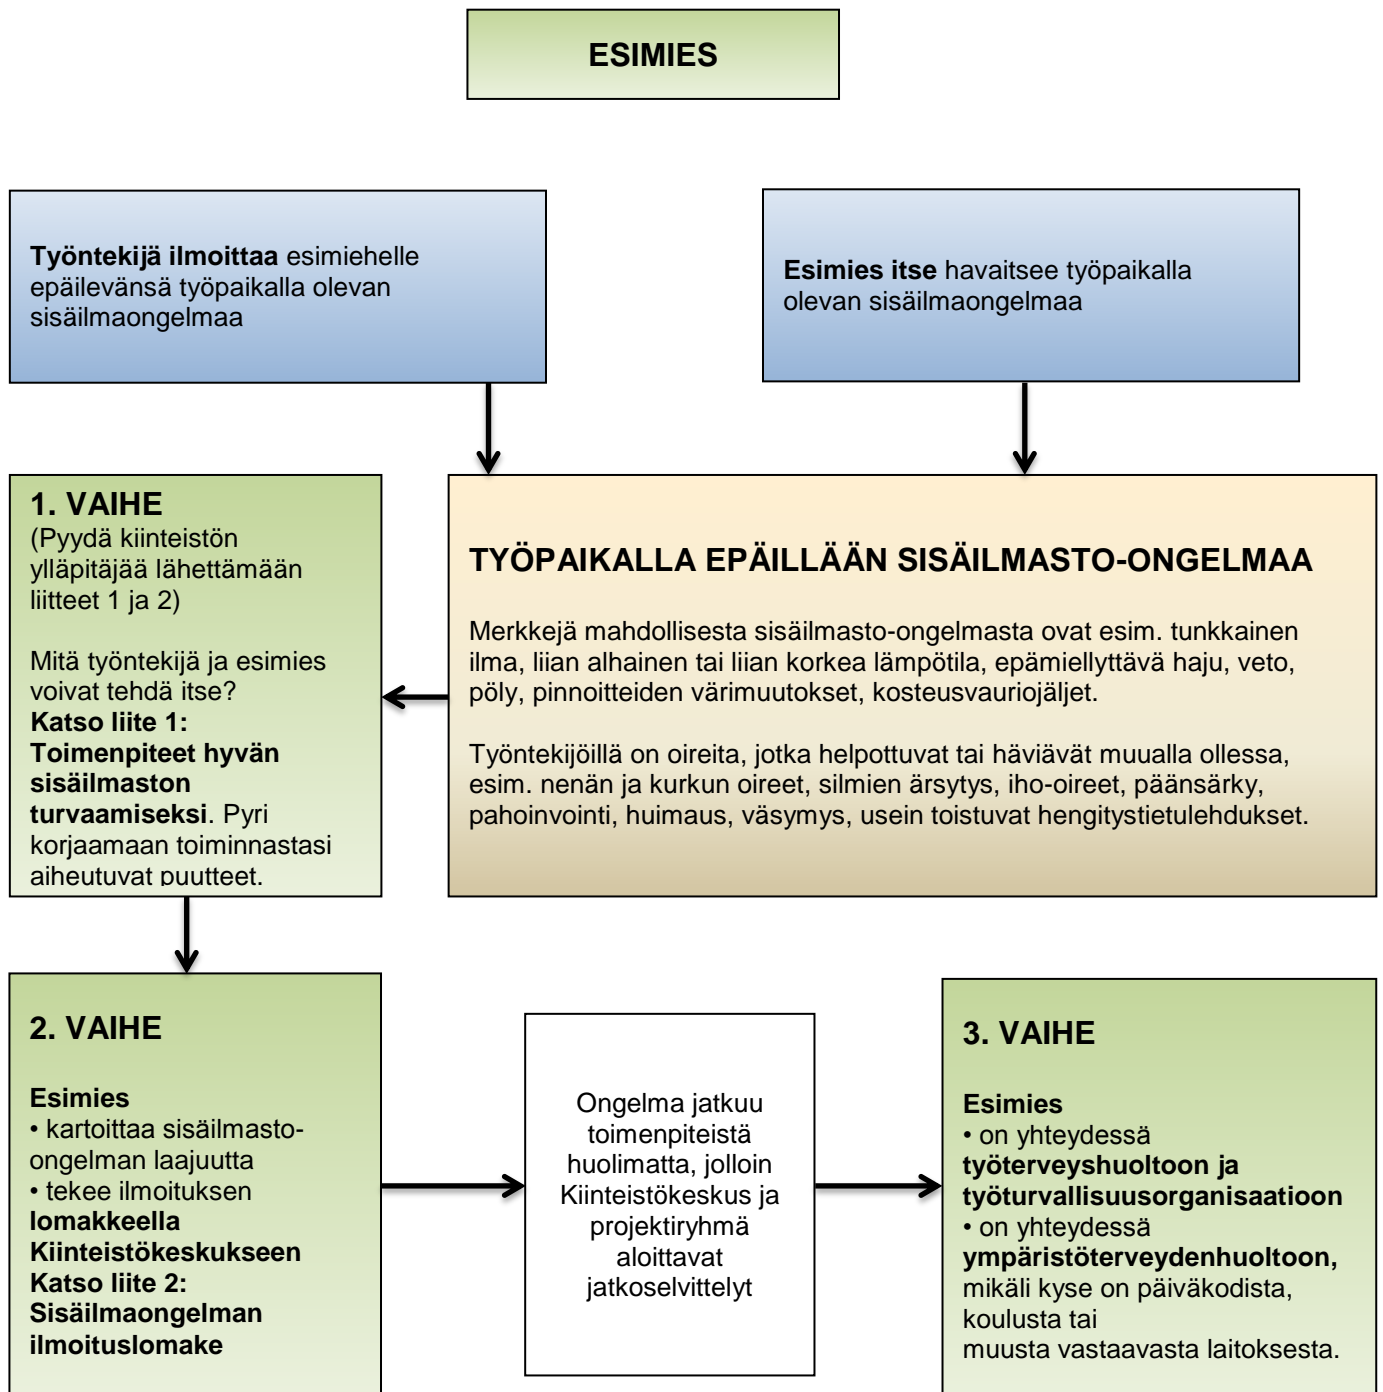 ESIMIES
Työntekijä ilmoittaa esimiehelle
epäilevänsä työpaikalla olevan
sisäilmaongelmaa
Esimies itse havaitsee työpaikalla
olevan sisäilmaongelmaa
1. VAIHE
(Pyydä kiinteistön
ylläpitäjää lähettämään
liitteet 1 ja 2)
Mitä työntekijä ja esimies
voivat tehdä itse?
Katso liite 1:
Toimenpiteet hyvän
sisäilmaston
turvaamiseksi. Pyri
korjaamaan toiminnastasi
aiheutuvat puutteet.
TYÖPAIKALLA EPÄILLÄÄN SISÄILMASTO-ONGELMAA
Merkkejä mahdollisesta sisäilmasto-ongelmasta ovat esim. tunkkainen
ilma, liian alhainen tai liian korkea lämpötila, epämiellyttävä haju, veto,
pöly, pinnoitteiden värimuutokset, kosteusvauriojäljet.
Työntekijöillä on oireita, jotka helpottuvat tai häviävät muualla ollessa,
esim. nenän ja kurkun oireet, silmien ärsytys, iho-oireet, päänsärky,
pahoinvointi, huimaus, väsymys, usein toistuvat hengitystietulehdukset.
2. VAIHE
Esimies
• kartoittaa sisäilmasto-
ongelman laajuutta
• tekee ilmoituksen
lomakkeella
Kiinteistökeskukseen
Katso liite 2:
Sisäilmaongelman
ilmoituslomake
Ongelma jatkuu
toimenpiteistä
huolimatta, jolloin
Kiinteistökeskus ja
projektiryhmä
aloittavat
jatkoselvittelyt
3. VAIHE
Esimies
• on yhteydessä
työterveyshuoltoon ja
työturvallisuusorganisaatioon
• on yhteydessä
ympäristöterveydenhuoltoon,
mikäli kyse on päiväkodista,
koulusta tai
muusta vastaavasta laitoksesta.